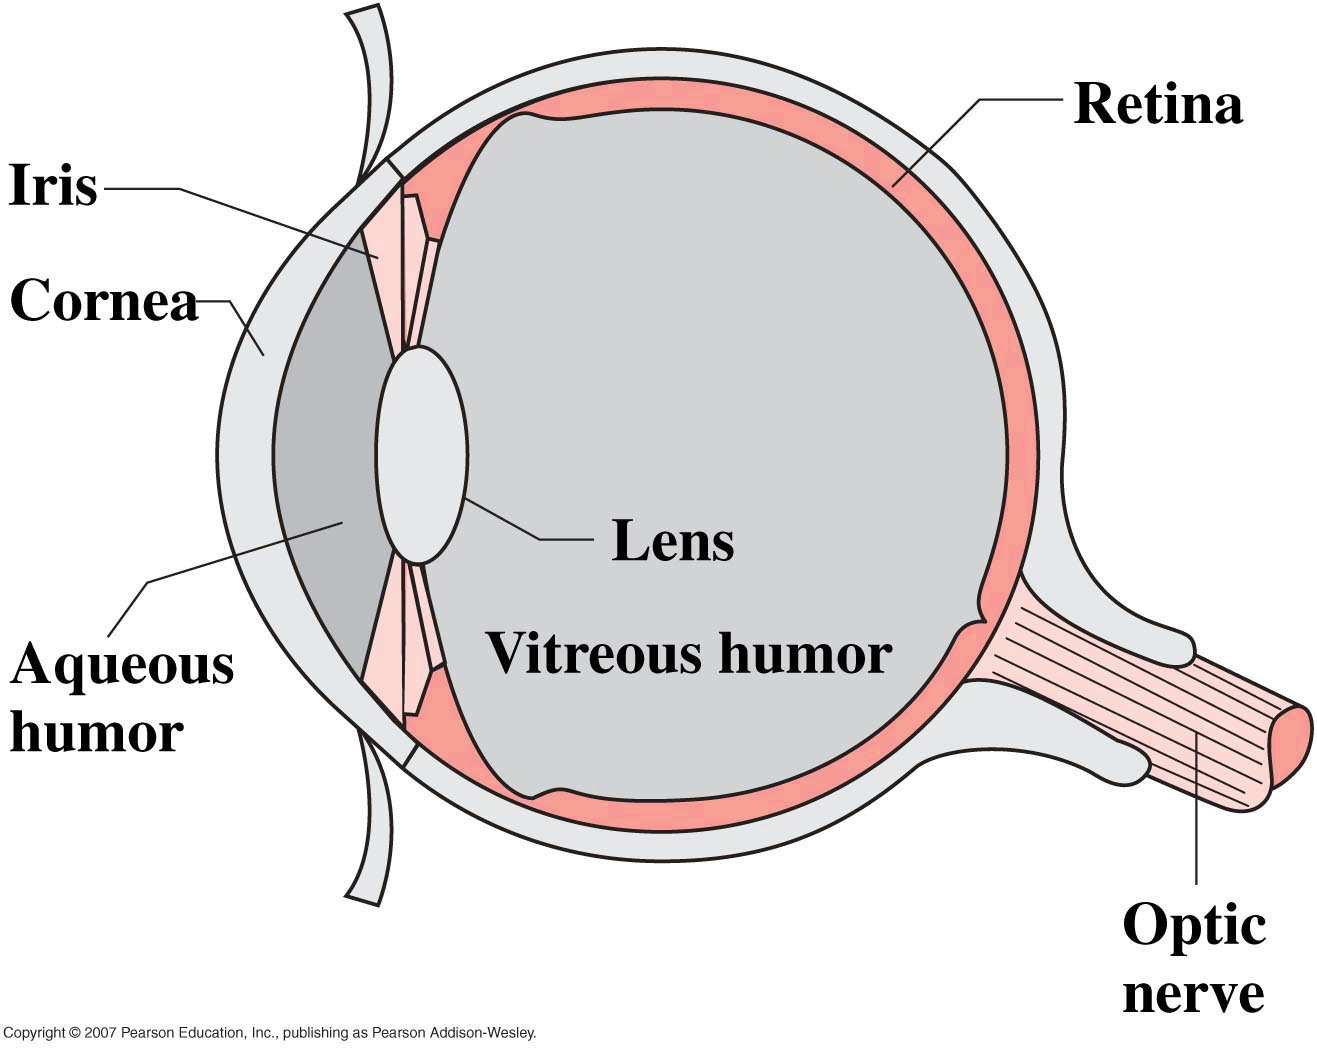 Retina
Iris
Cornea
Lens
Vitreous humor
Aqueous
humor
Optic
nerve
Copyright © 2007 Pearson Education, Inc., publishing as Pearson Addison-Wesley.